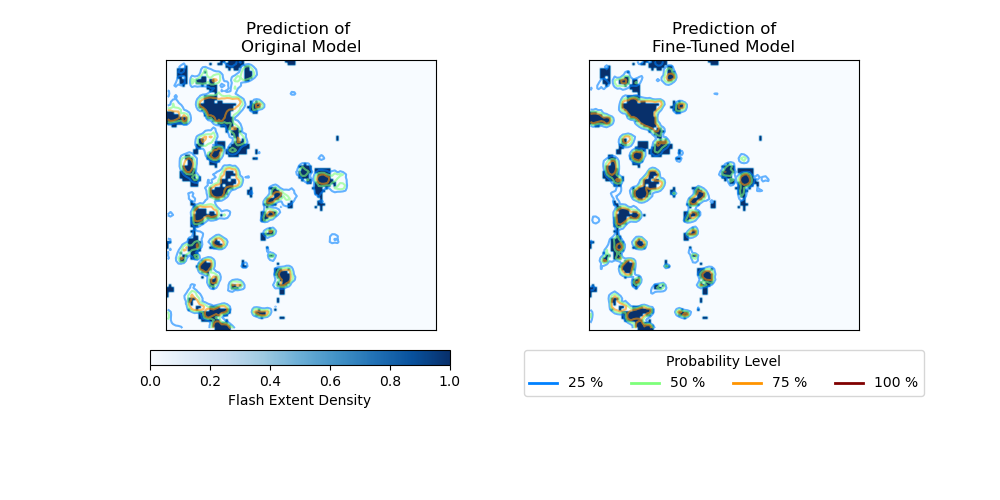 Prediction of
Original Model
Prediction of
Fine-Tuned Model
0.0 0.2 0.4 0.6 0.8 1.0
Flash Extent Density
Probability Level
25 % 50 % 75 % 100 %